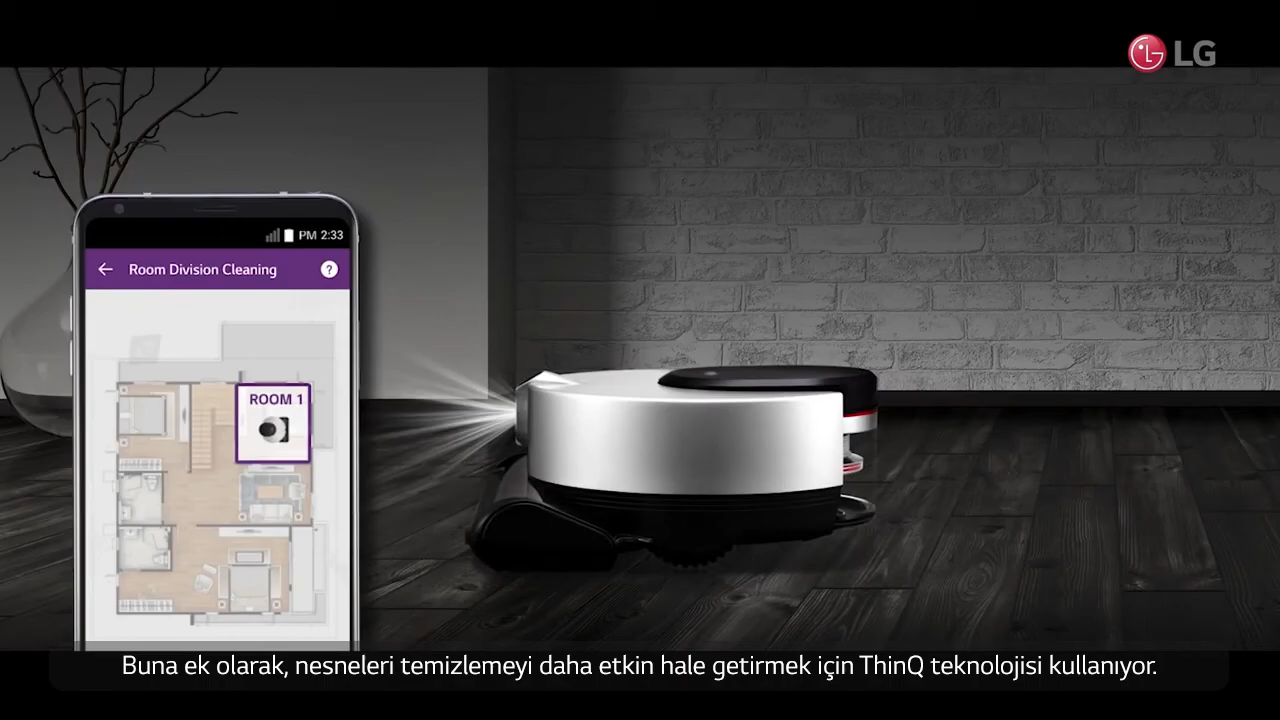 LG
PM 2:33
Room Division Cleaning
?
ROOM 1
Buna ek olarak, nesneleri temizlemeyi daha etkin hale getirmek için ThinQ teknolojisi kullanıyor.